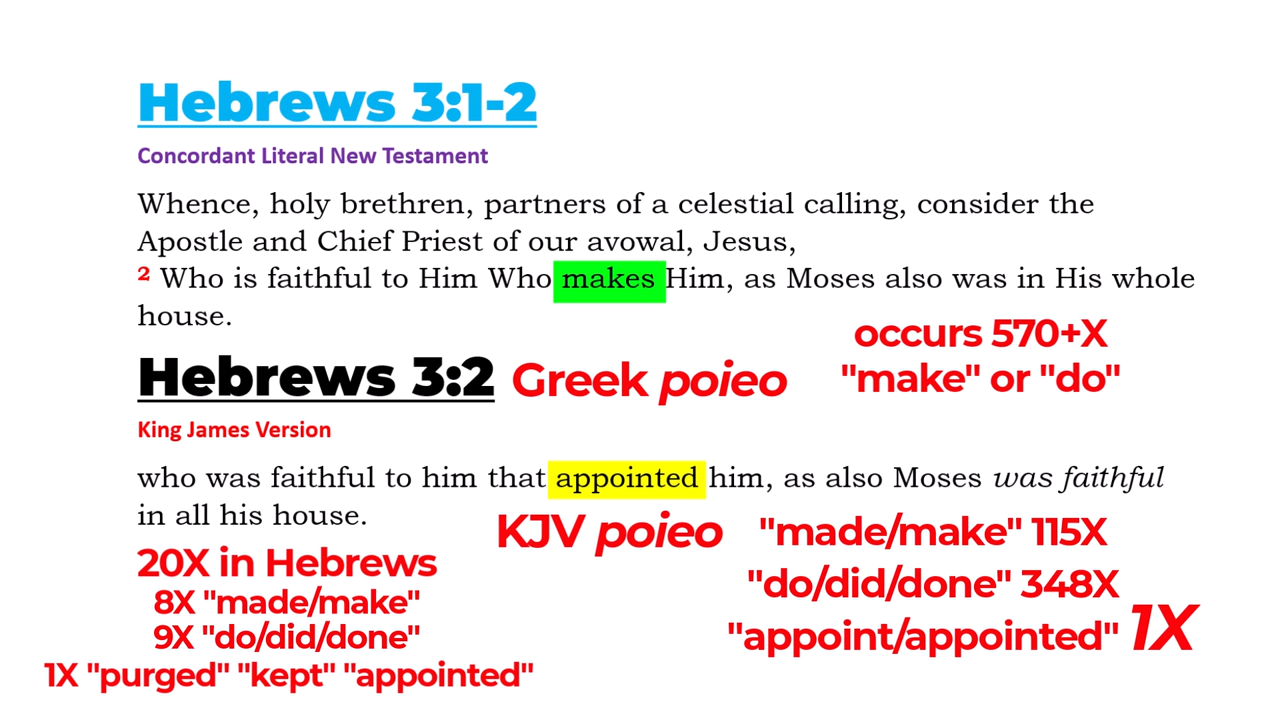 Hebrews 3:1-2
Concordant Literal New Testament
Whence, holy brethren, partners of a celestial calling, consider the
Apostle and Chief Priest of our avowal, Jesus,
² Who is faithful to Him Who makes Him, as Moses also was in His whole
house.
occurs 570+X
"make" or "do"
Hebrews 3:2 Greek poieo
King James Version
who was faithful to him that appointed him, as also Moses was faithful
in all his house.
KJV poieo "made/make" 115X
"do/did/done" 348X
"appoint/appointed" 1X
20X in Hebrews
8X "made/make"
9X "do/did/done"
1X "purged" "kept" "appointed"